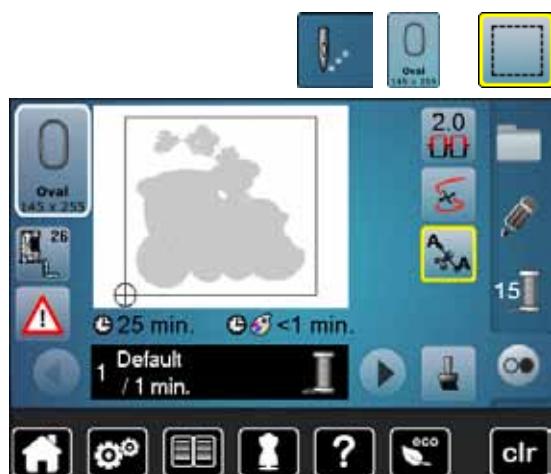 Oval
145 x 255
2.0
Oval
145 x 255
26
A
A
15
25 min.
<1 min.
1 Default
/ 1 min.
?
eco
clr